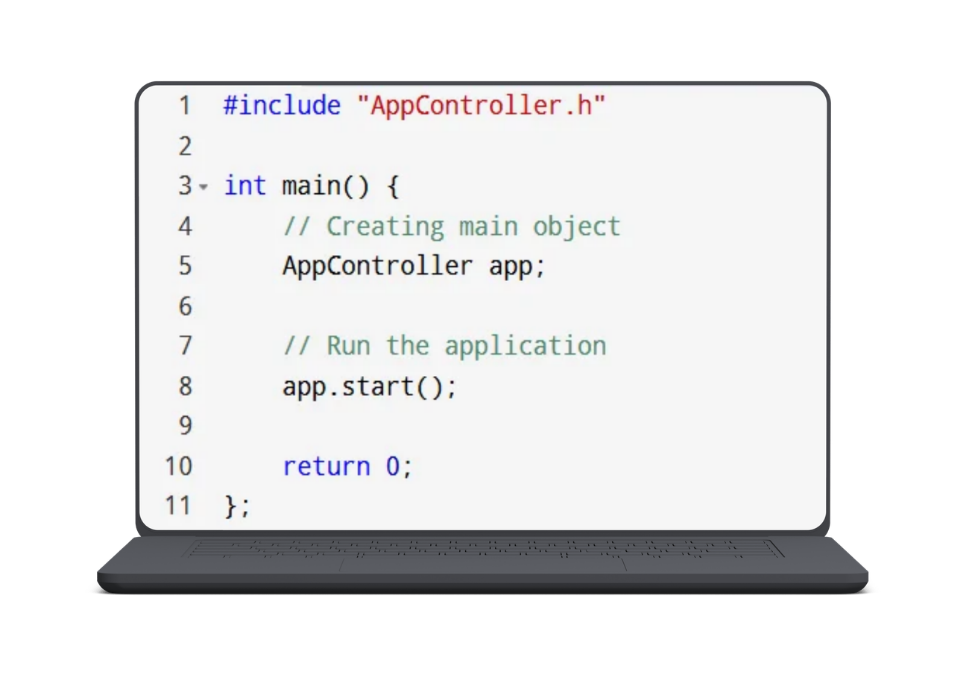 1 #include "AppController.h"
2
3 int main() {
4     // Creating main object
5     AppController app;
6
7     // Run the application
8     app.start();
9
10     return 0;
11 };